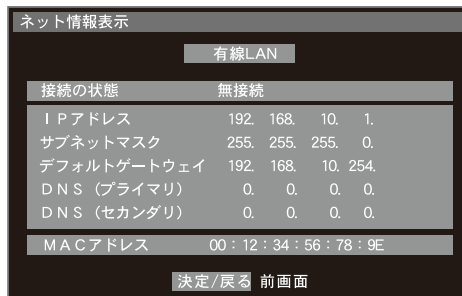 ネット情報表示
有線LAN
接続の状態 無接続
IPアドレス 192. 168. 10. 1.
サブネットマスク 255. 255. 255. 0.
デフォルトゲートウェイ 192. 168. 10. 254.
DNS（プライマリ） 0. 0. 0. 0.
DNS（セカンダリ） 0. 0. 0. 0.
MACアドレス 00：12：34：56：78：9E
決定/戻る 前画面